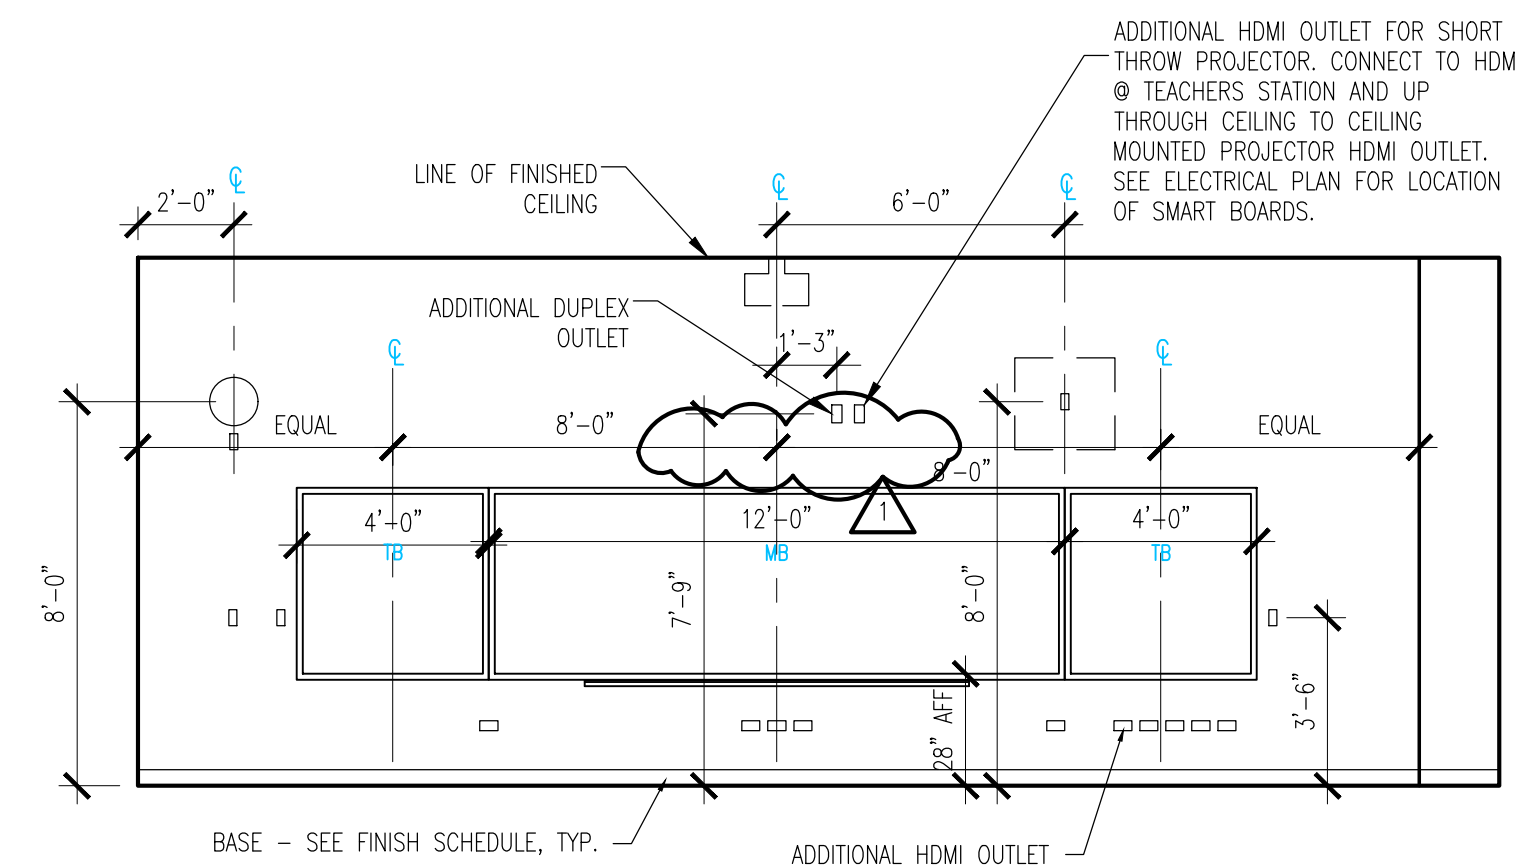 ADDITIONAL HDMI OUTLET FOR SHORT
THROW PROJECTOR. CONNECT TO HDM
@ TEACHERS STATION AND UP
THROUGH CEILING TO CEILING
MOUNTED PROJECTOR HDMI OUTLET.
SEE ELECTRICAL PLAN FOR LOCATION
OF SMART BOARDS.
LINE OF FINISHED
CEILING
℄
℄
℄
2'-0"
6'-0"
ADDITIONAL DUPLEX
OUTLET
1'-3"
℄
℄
EQUAL
8'-0"
EQUAL
8'-0"
4'-0"
12'-0"
1
4'-0"
TB
MB
TB
8'-0"
7'-9"
8'-0"
3'-6"
28" AFF
BASE - SEE FINISH SCHEDULE, TYP.
ADDITIONAL HDMI OUTLET